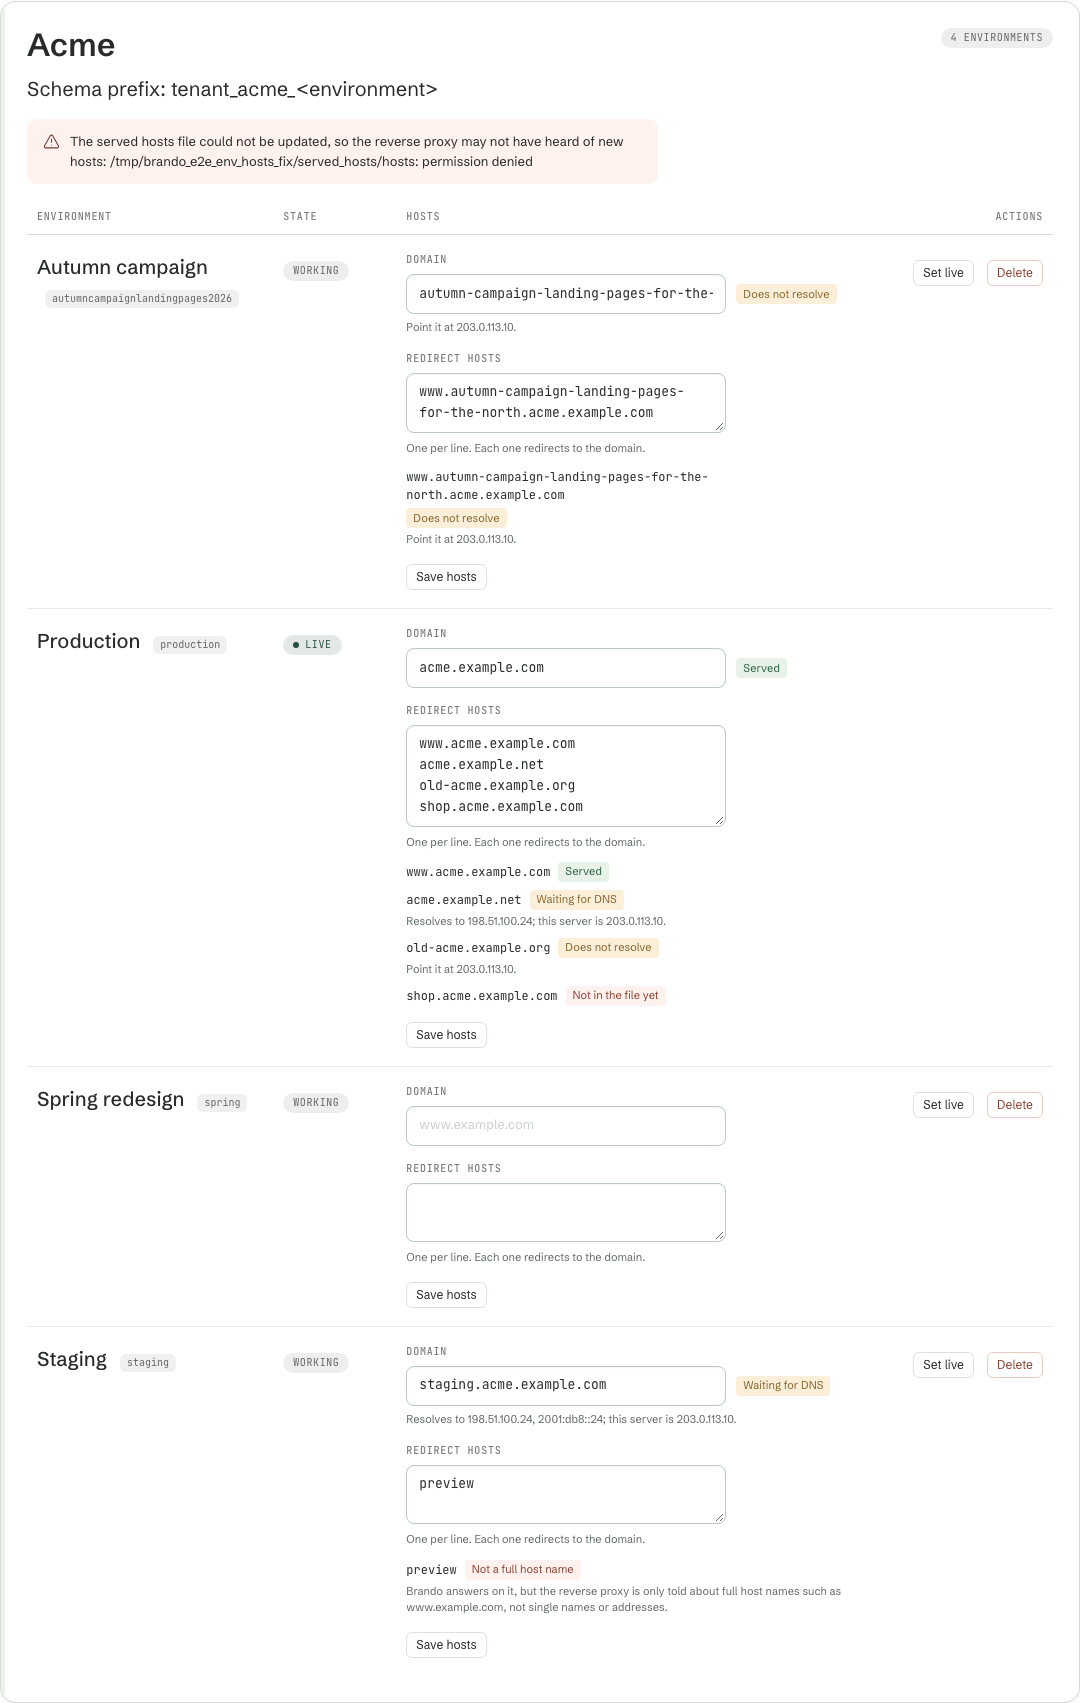 Acme
4 ENVIRONMENTS
Schema prefix: tenant_acme_<environment>
The served hosts file could not be updated, so the reverse proxy may not have heard of new
hosts: /tmp/brando_e2e_env_hosts_fix/served_hosts/hosts: permission denied
ENVIRONMENT STATE HOSTS ACTIONS
Autumn campaign
autumncampaignlandingpages2026
WORKING
DOMAIN
autumn-campaign-landing-pages-for-the-
Does not resolve
Set live
Delete
Point it at 203.0.113.10.
REDIRECT HOSTS
www.autumn-campaign-landing-pages-
for-the-north.acme.example.com
One per line. Each one redirects to the domain.
www.autumn-campaign-landing-pages-for-the-
north.acme.example.com
Does not resolve
Point it at 203.0.113.10.
Save hosts
Production production
LIVE
DOMAIN
acme.example.com
Served
REDIRECT HOSTS
www.acme.example.com
acme.example.net
old-acme.example.org
shop.acme.example.com
One per line. Each one redirects to the domain.
www.acme.example.com Served
acme.example.net Waiting for DNS
Resolves to 198.51.100.24; this server is 203.0.113.10.
old-acme.example.org Does not resolve
Point it at 203.0.113.10.
shop.acme.example.com Not in the file yet
Save hosts
Spring redesign spring
WORKING
DOMAIN
www.example.com
Set live
Delete
REDIRECT HOSTS
One per line. Each one redirects to the domain.
Save hosts
Staging staging
WORKING
DOMAIN
staging.acme.example.com
Waiting for DNS
Set live
Delete
Resolves to 198.51.100.24, 2001:db8::24; this server is 203.0.113.10.
REDIRECT HOSTS
preview
One per line. Each one redirects to the domain.
preview Not a full host name
Brando answers on it, but the reverse proxy is only told about full host names such as
www.example.com, not single names or addresses.
Save hosts